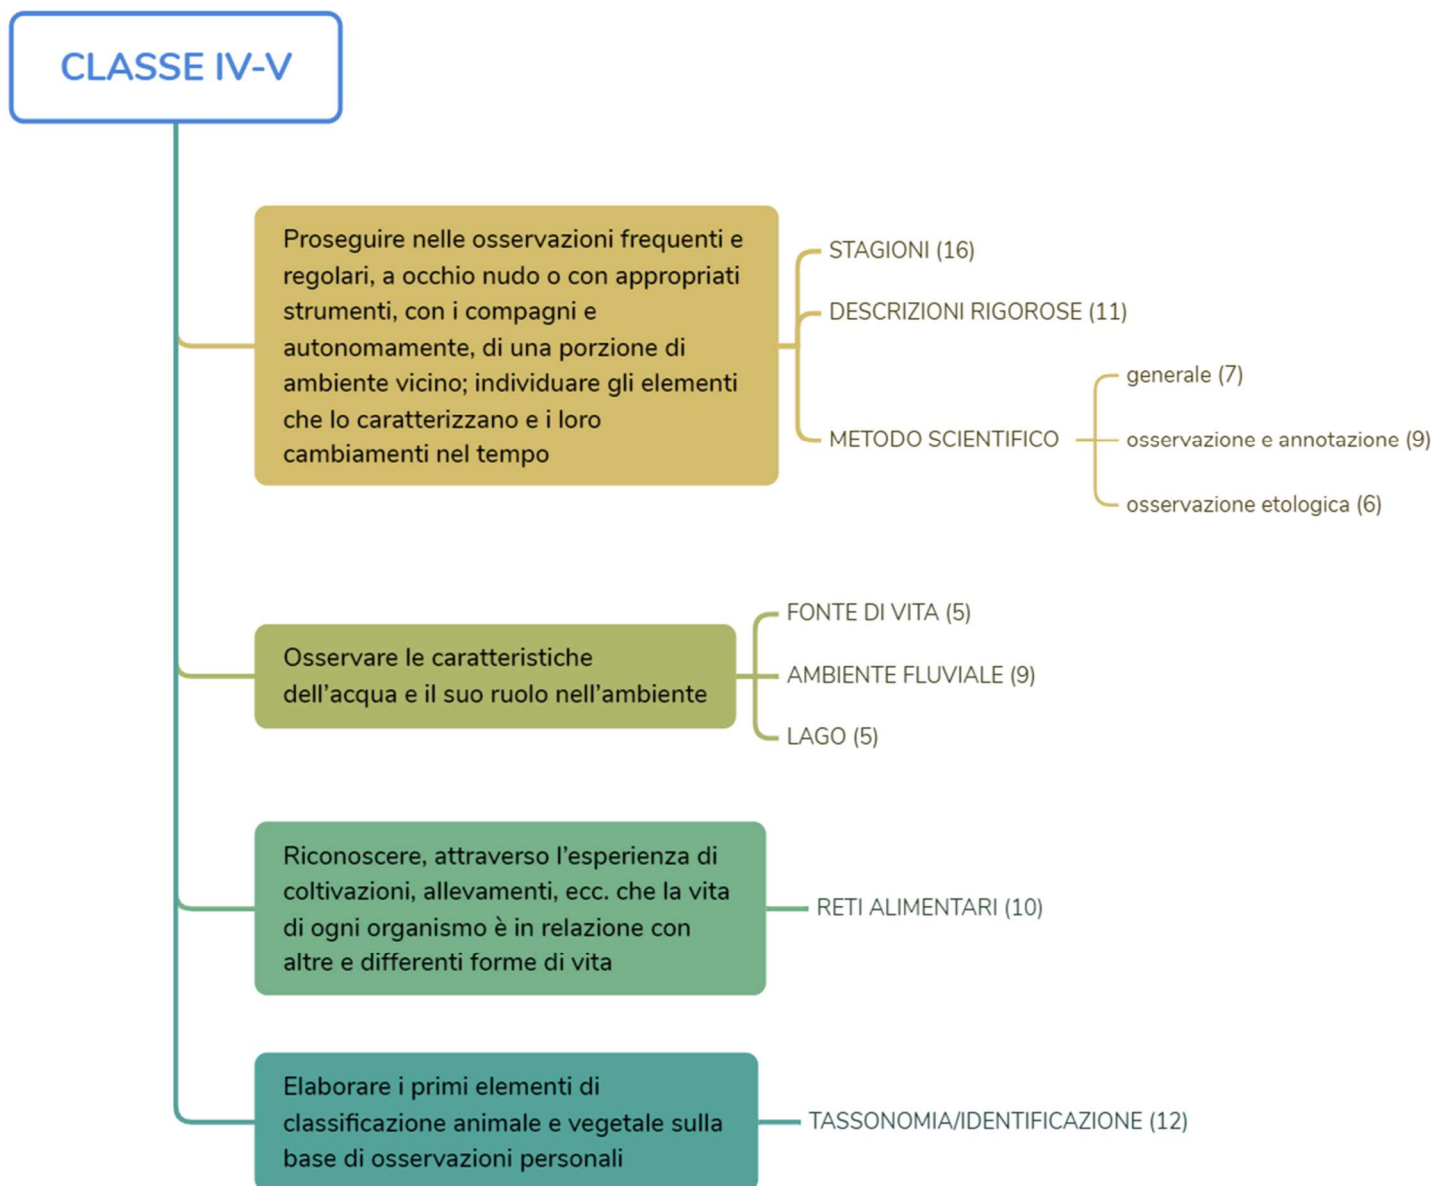 CLASSE IV-V
Proseguire nelle osservazioni frequenti e
regolari, a occhio nudo o con appropriati
strumenti, con i compagni e
autonomamente, di una porzione di
ambiente vicino; individuare gli elementi
che lo caratterizzano e i loro
cambiamenti nel tempo
STAGIONI (16)
DESCRIZIONI RIGOROSE (11)
METODO SCIENTIFICO
generale (7)
osservazione e annotazione (9)
osservazione etologica (6)
Osservare le caratteristiche
dell’acqua e il suo ruolo nell’ambiente
FONTE DI VITA (5)
AMBIENTE FLUVIALE (9)
LAGO (5)
Riconoscere, attraverso l’esperienza di
coltivazioni, allevamenti, ecc. che la vita
di ogni organismo è in relazione con
altre e differenti forme di vita
RETI ALIMENTARI (10)
Elaborare i primi elementi di
classificazione animale e vegetale sulla
base di osservazioni personali
TASSONOMIA/IDENTIFICAZIONE (12)